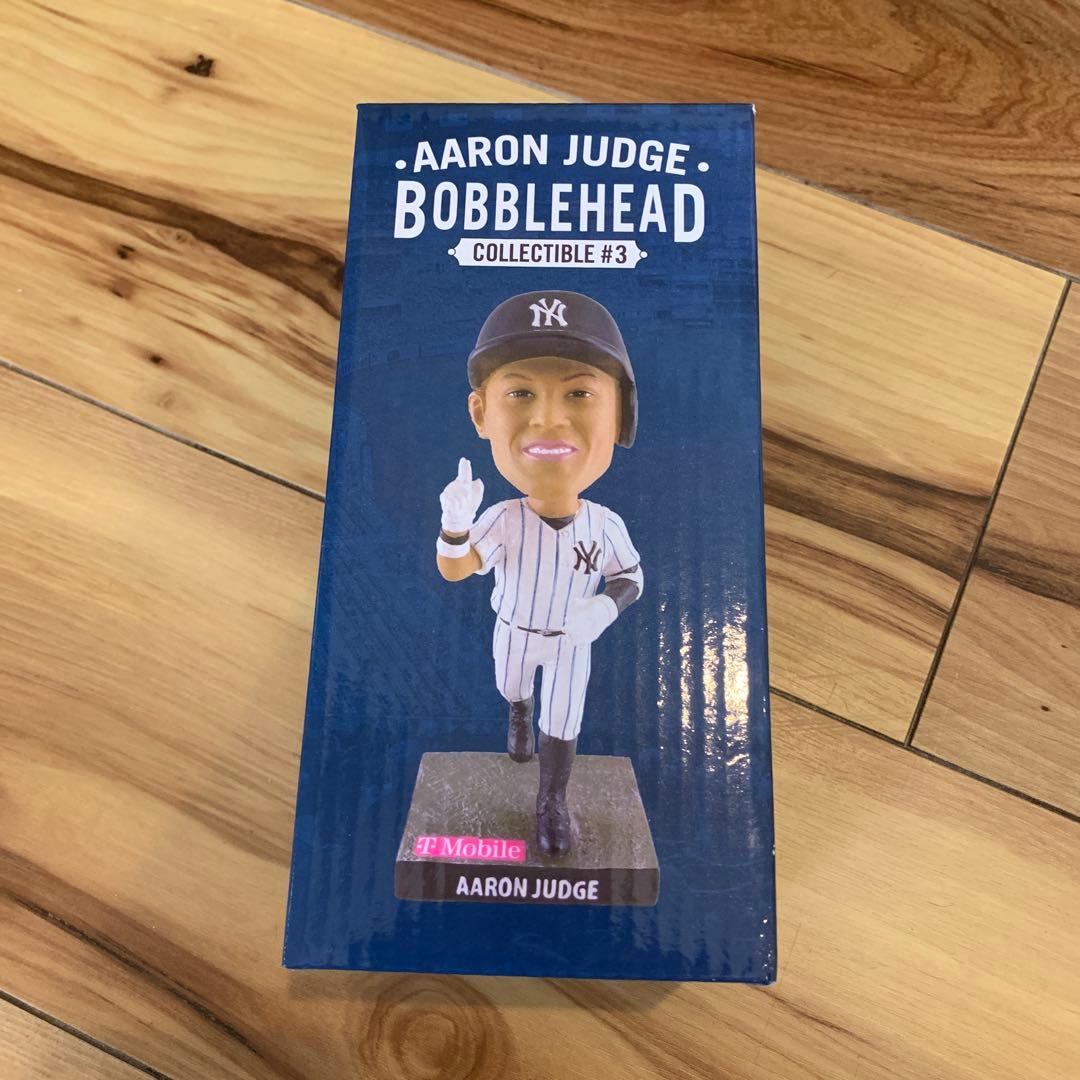 • AARON JUDGE •
BOBBLEHEAD
COLLECTIBLE #3
NY
NY
T Mobile
AARON JUDGE